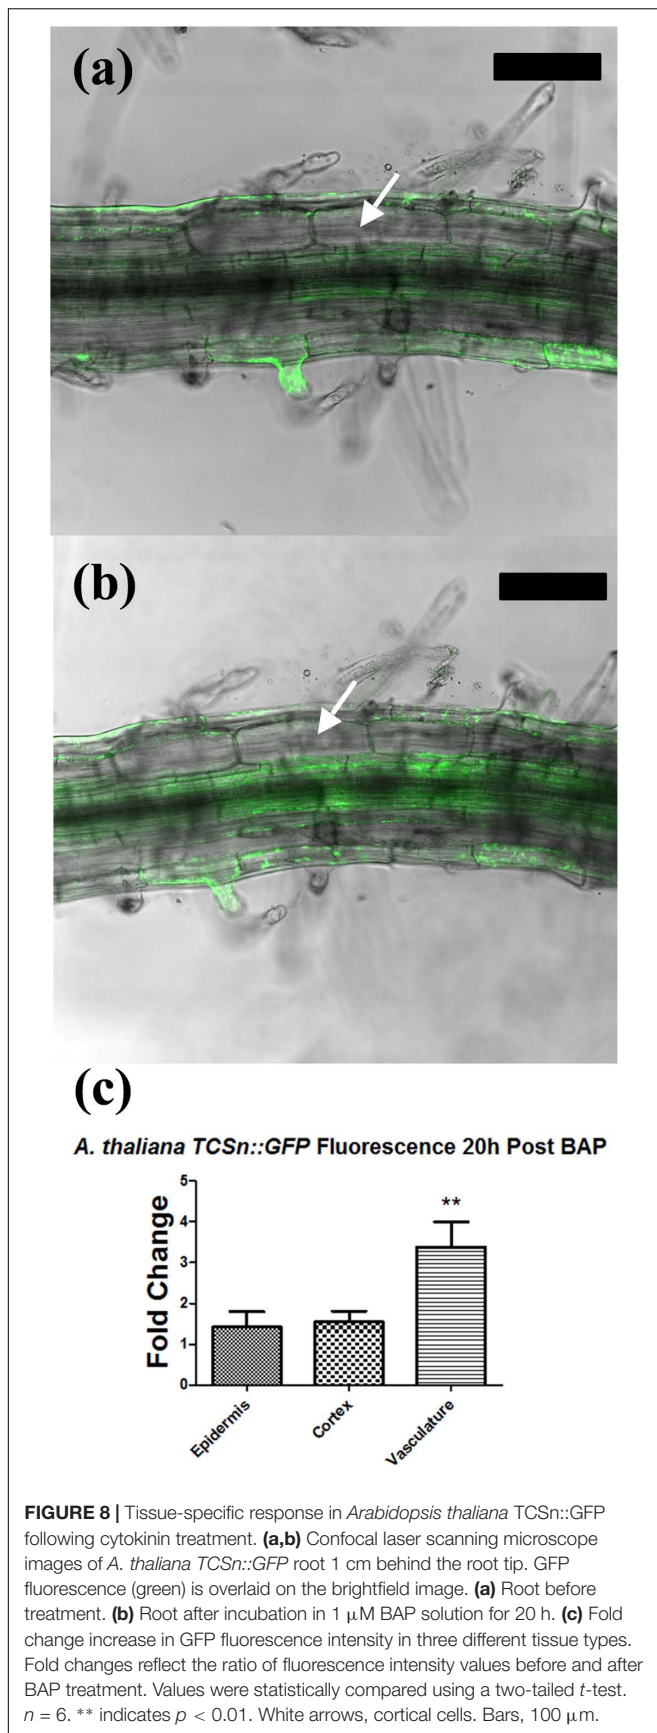 (a)
(b)
(c)
A. thaliana TCSn::GFP Fluorescence 20h Post BAP
Fold Change
5
4
3
2
1
0
**
Epidermis
Cortex
Vasculature
FIGURE 8 | Tissue-specific response in Arabidopsis thaliana TCSn::GFP
following cytokinin treatment. (a,b) Confocal laser scanning microscope
images of A. thaliana TCSn::GFP root 1 cm behind the root tip. GFP
fluorescence (green) is overlaid on the brightfield image. (a) Root before
treatment. (b) Root after incubation in 1 μM BAP solution for 20 h. (c) Fold
change increase in GFP fluorescence intensity in three different tissue types.
Fold changes reflect the ratio of fluorescence intensity values before and after
BAP treatment. Values were statistically compared using a two-tailed t-test.
n = 6. ** indicates p < 0.01. White arrows, cortical cells. Bars, 100 μm.